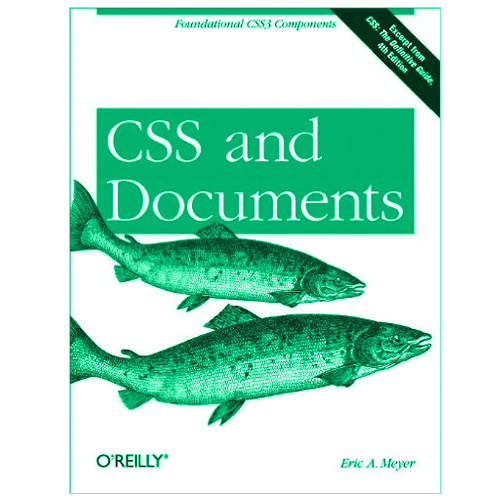 Foundational CSS3 Components
Excerpt from
CSS: The Definitive Guide,
4th Edition
CSS and
Documents
O'REILLY®
Eric A. Meyer